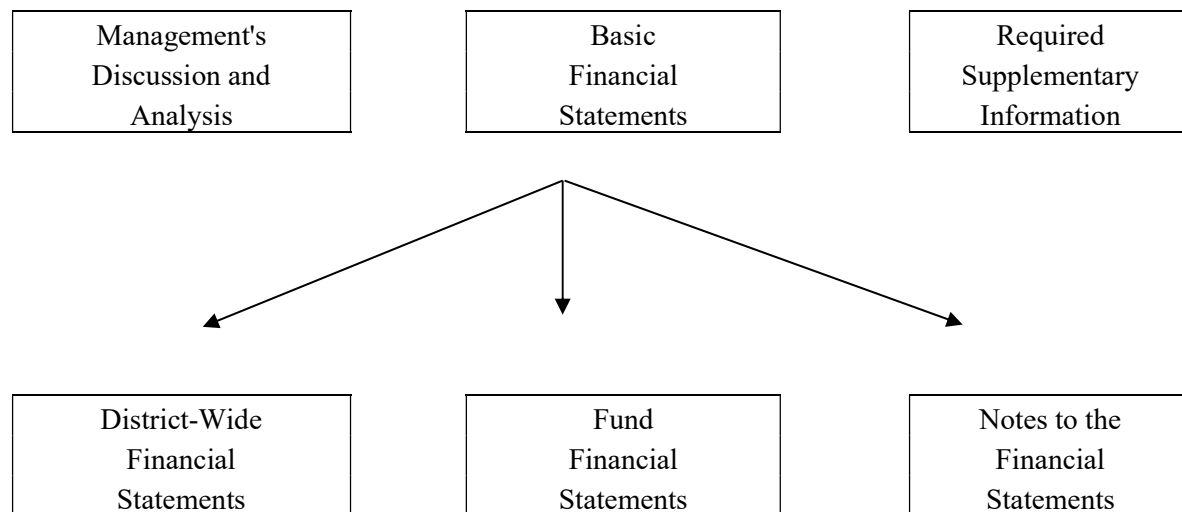 Management's
Discussion and
Analysis
Basic
Financial
Statements
Required
Supplementary
Information
District-Wide
Financial
Statements
Fund
Financial
Statements
Notes to the
Financial
Statements